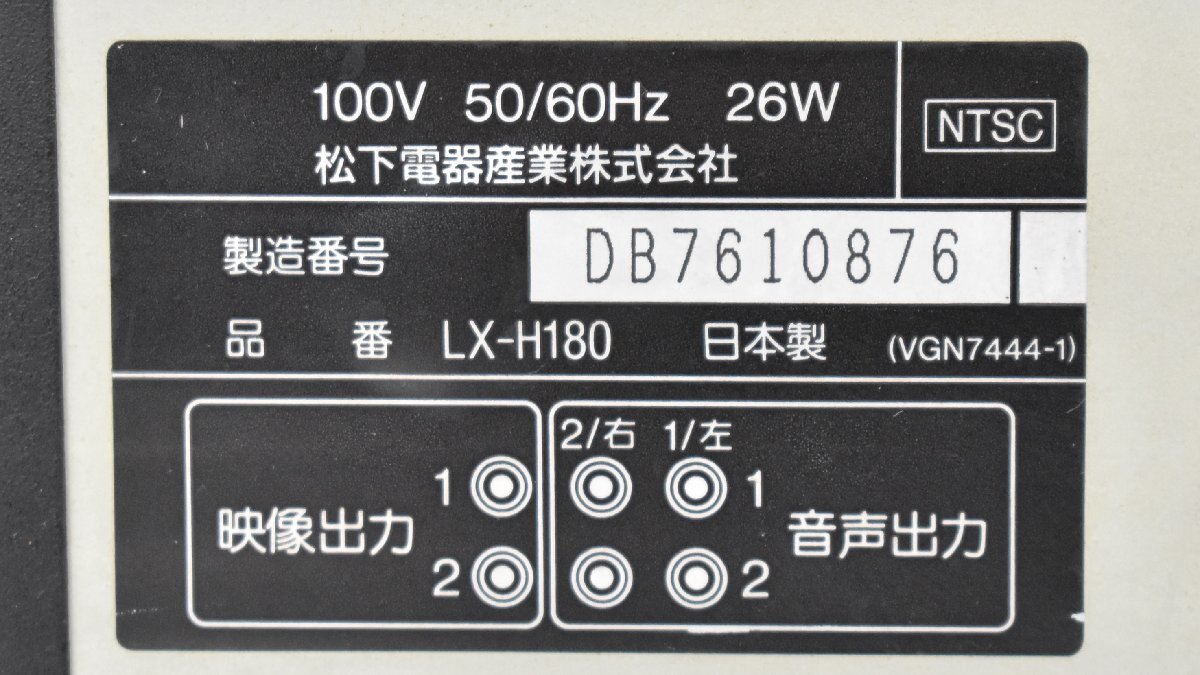 100V 50/60Hz 26W
NTSC
松下電器産業株式会社
製造番号 DB7610876
品番 LX-H180 日本製 (VGN7444-1)
2/右 1/左
1 1
映像出力 音声出力
2 2